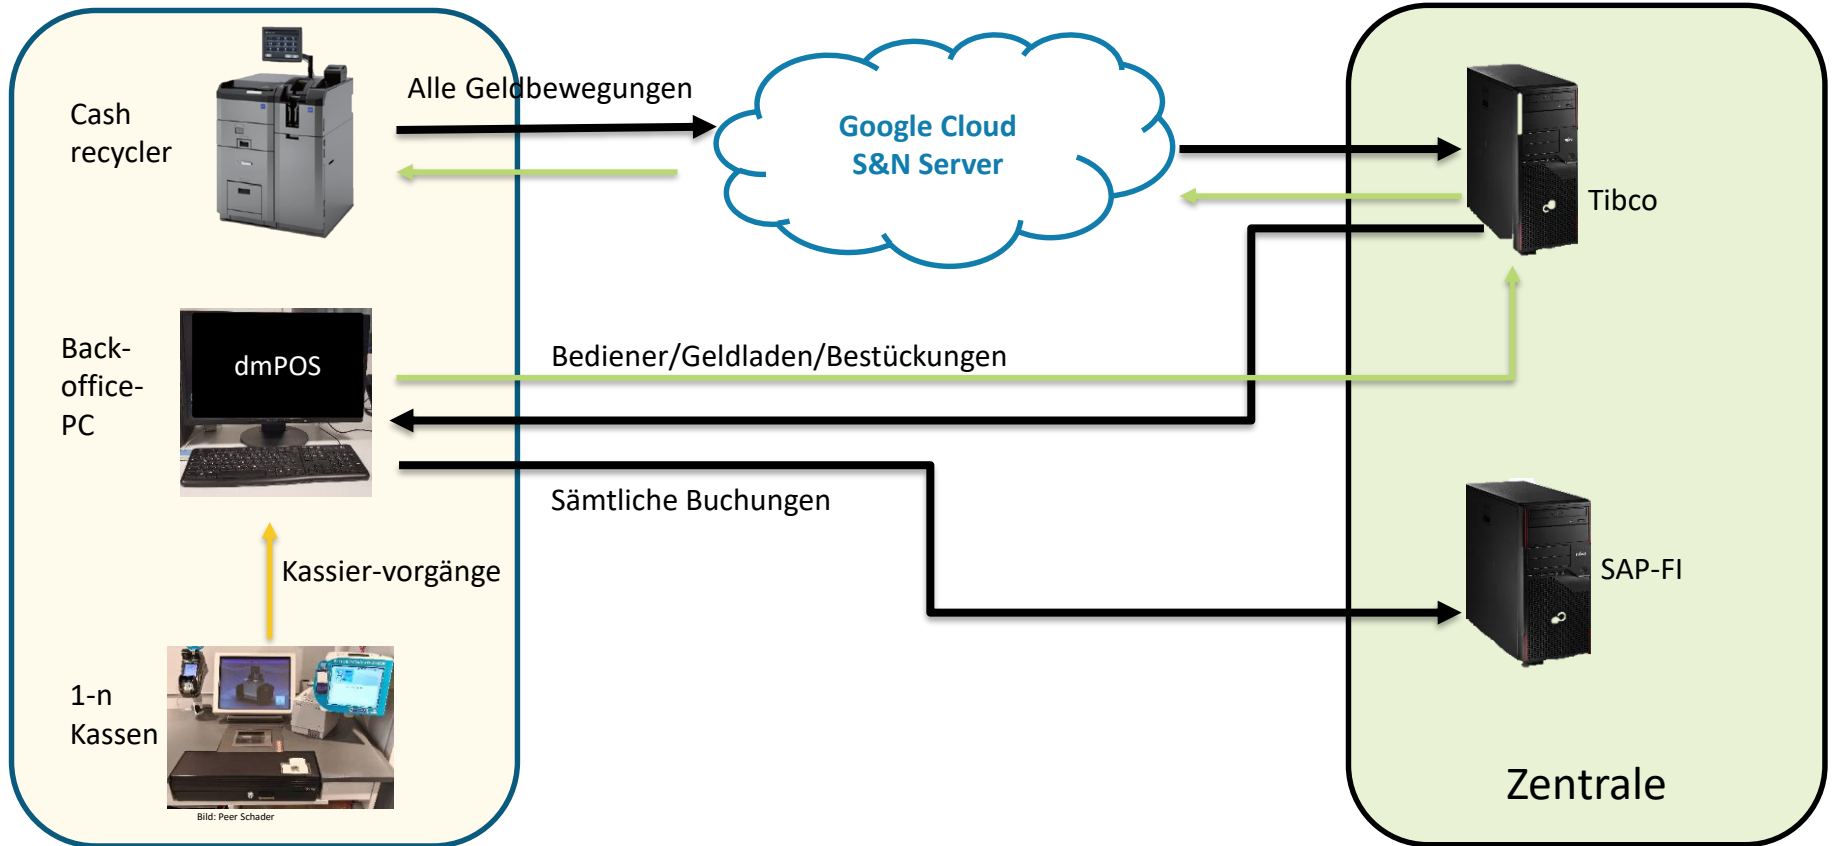 Cash
recycler
Alle Geldbewegungen
Google Cloud
S&N Server
Tibco
Back-
office-
PC
dmPOS
Bediener/Geldladen/Bestückungen
Sämtliche Buchungen
Kassier-vorgänge
SAP-FI
1-n
Kassen
Bild: Peer Schader
Zentrale